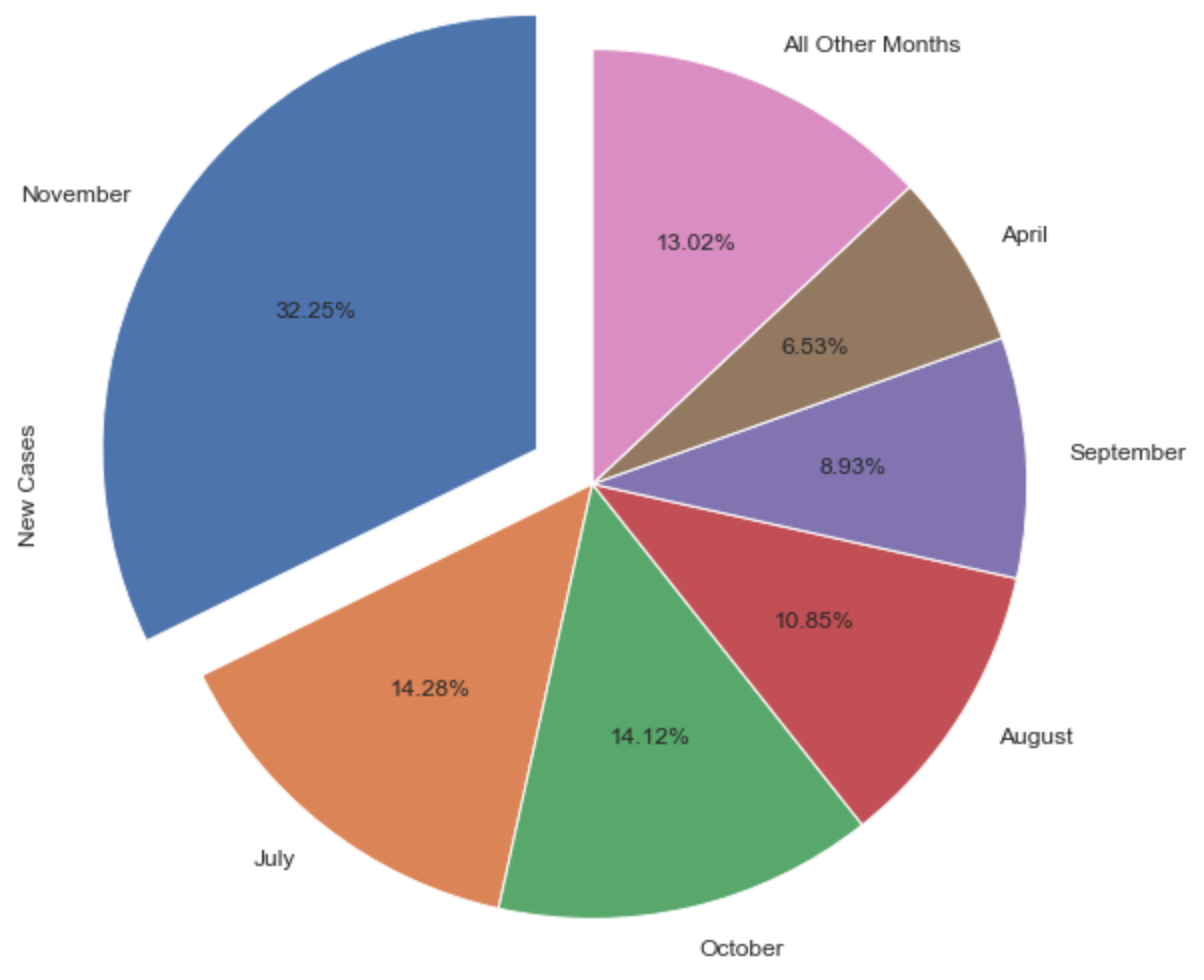 All Other Months
November
April
13.02%
32.25%
6.53%
New Cases
September
8.93%
10.85%
14.28%
14.12%
August
July
October